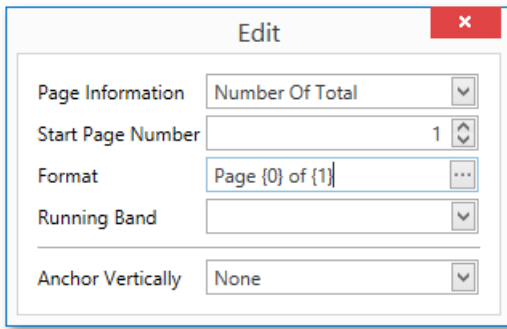 Edit
Page Information Number Of Total
Start Page Number 1
Format Page {0} of {1}
Running Band
Anchor Vertically None